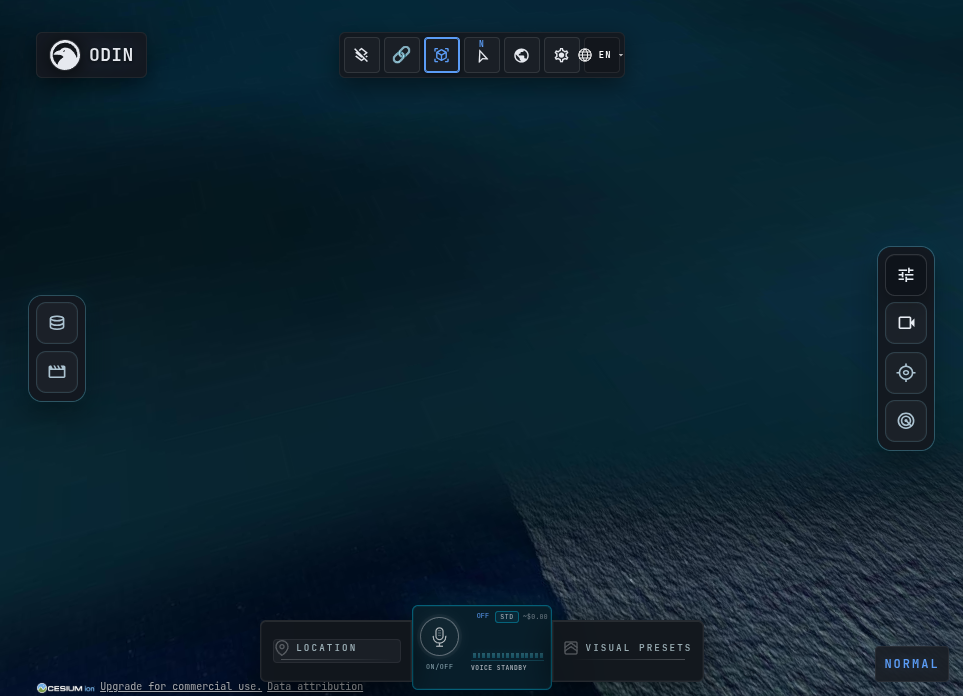 ODIN
N
EN
OFF STD ~$0.00
LOCATION
ON/OFF
VOICE STANDBY
VISUAL PRESETS
NORMAL
CESIUM ion Upgrade for commercial use. Data attribution